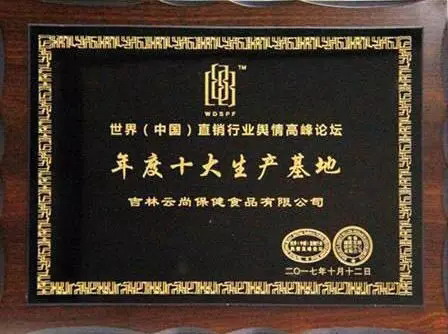 ™
WDSPF
世界（中国）直销行业舆情高峰论坛
年度十大生产基地
吉林云尚保健食品有限公司
二〇一七年十月十二日